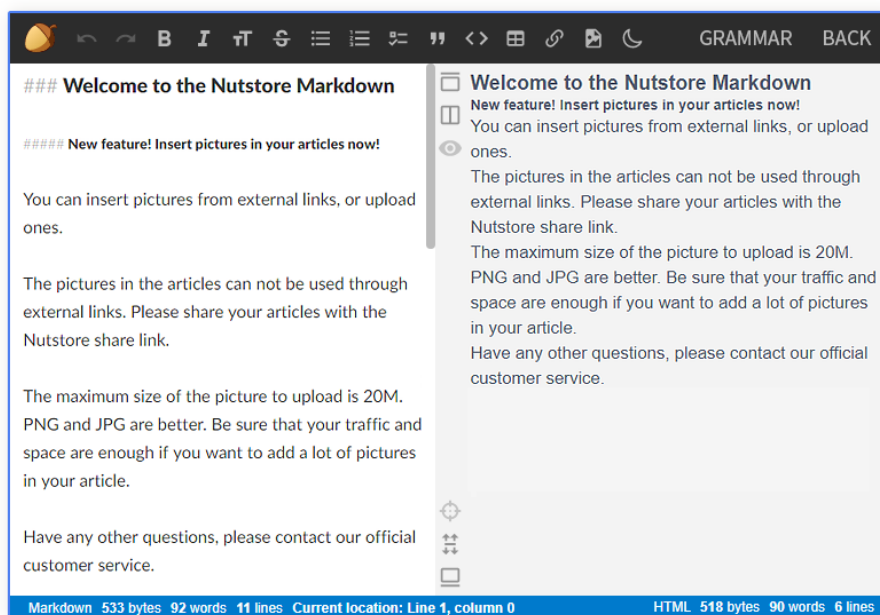 GRAMMAR BACK
### Welcome to the Nutstore Markdown
##### New feature! Insert pictures in your articles now!
You can insert pictures from external links, or upload
ones.
The pictures in the articles can not be used through
external links. Please share your articles with the
Nutstore share link.
The maximum size of the picture to upload is 20M.
PNG and JPG are better. Be sure that your traffic and
space are enough if you want to add a lot of pictures
in your article.
Have any other questions, please contact our official
customer service.
Welcome to the Nutstore Markdown
New feature! Insert pictures in your articles now!
You can insert pictures from external links, or upload
ones.
The pictures in the articles can not be used through
external links. Please share your articles with the
Nutstore share link.
The maximum size of the picture to upload is 20M.
PNG and JPG are better. Be sure that your traffic and
space are enough if you want to add a lot of pictures
in your article.
Have any other questions, please contact our official
customer service.
Markdown 533 bytes 92 words 11 lines Current location: Line 1, column 0
HTML 518 bytes 90 words 6 lines